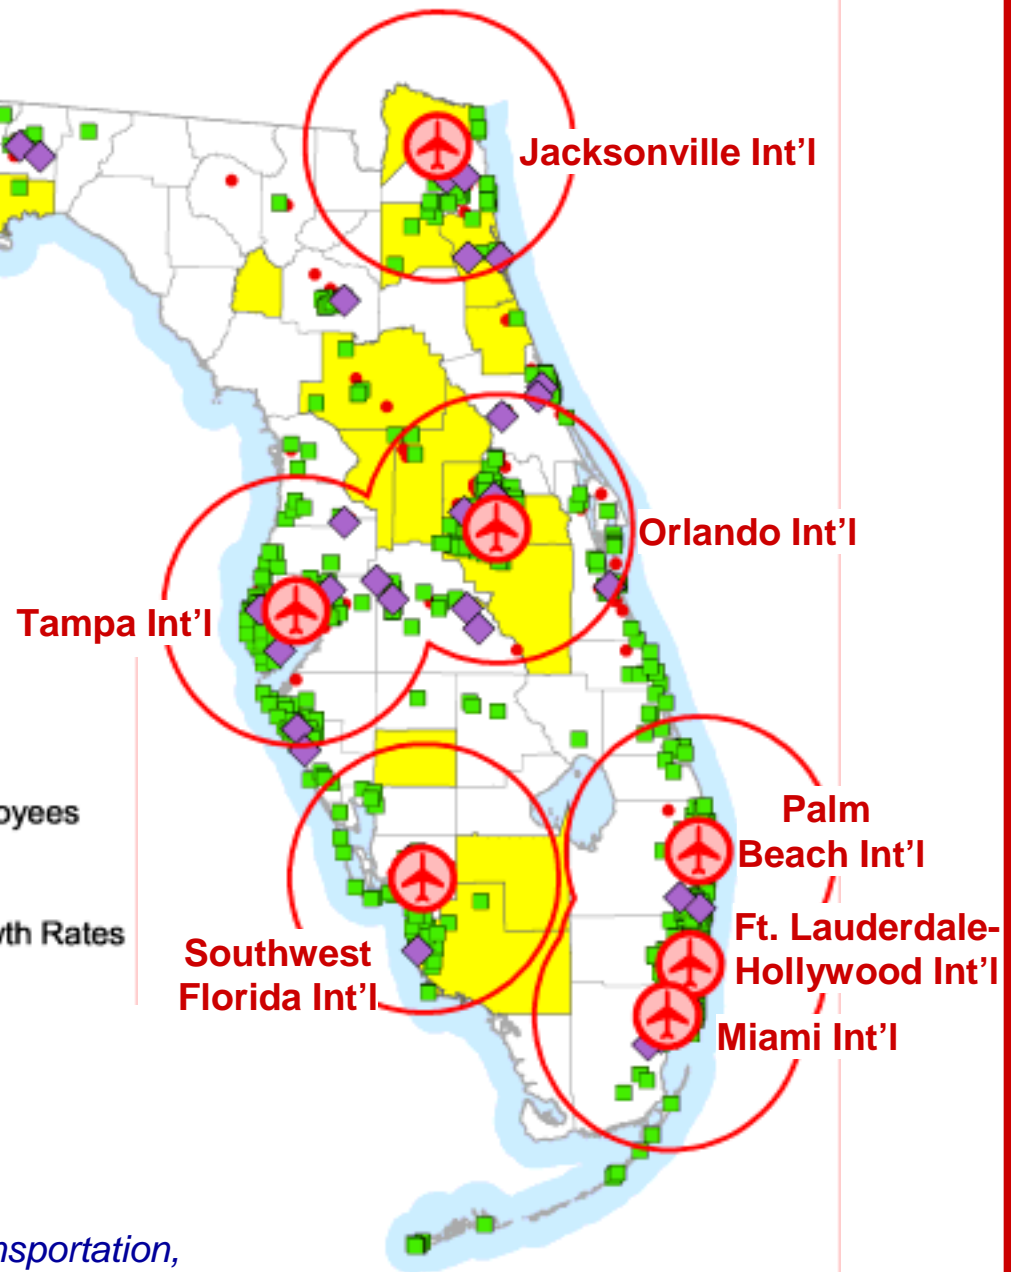 Jacksonville Int'l
Orlando Int'l
Tampa Int'l
Palm
Beach Int'l
oyees
Ft. Lauderdale-
Hollywood Int'l
vth Rates
Southwest
Florida Int'l
Miami Int'l
nsportation,